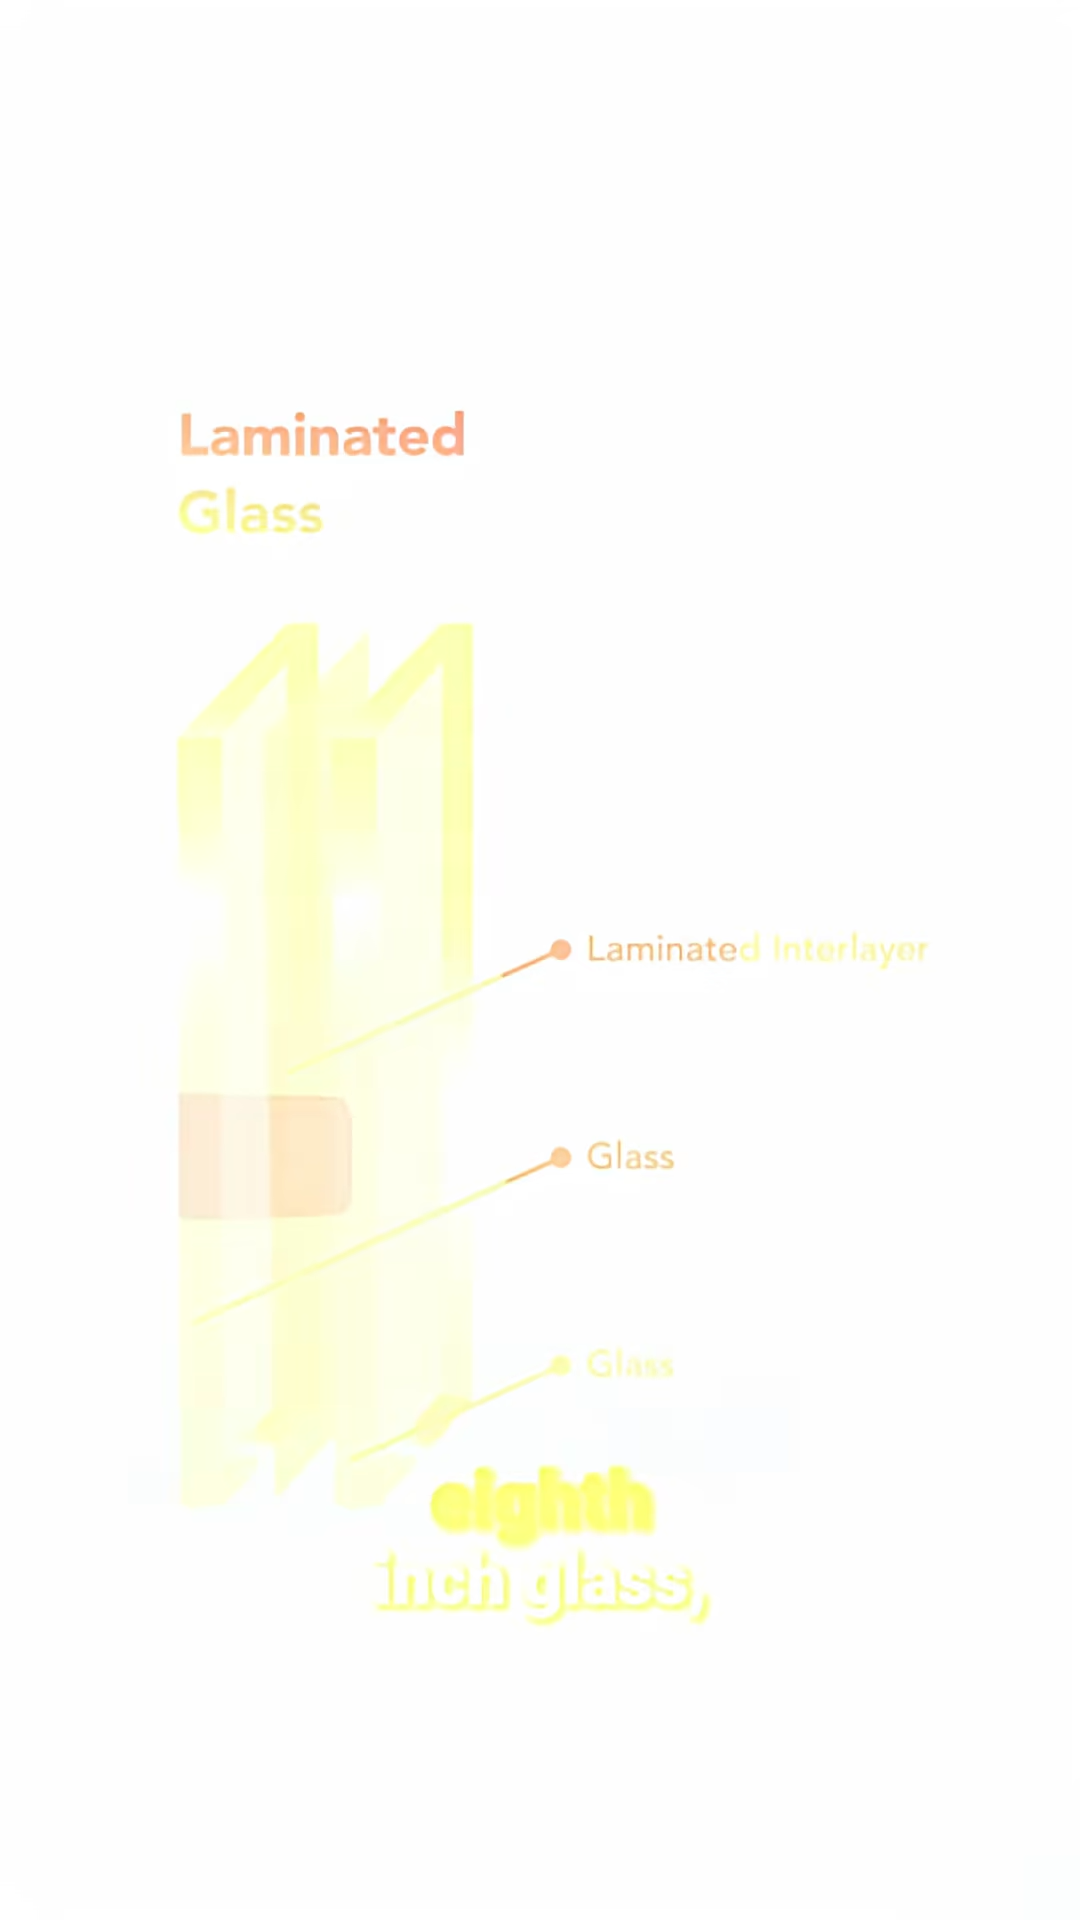 Laminated
Glass
Laminated Interlayer
Glass
Glass
eighth
inch glass,